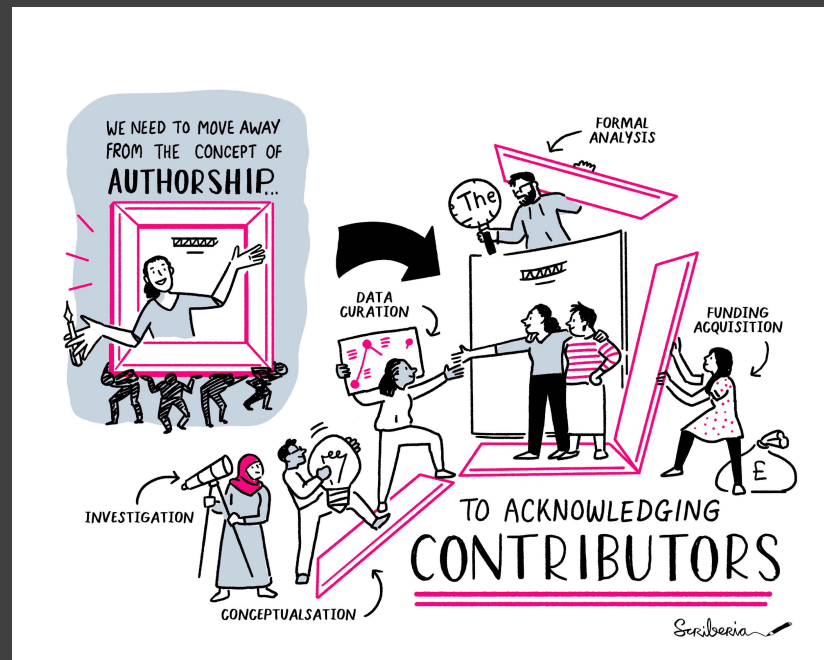 WE NEED TO MOVE AWAY
FROM THE CONCEPT OF
AUTHORSHIP...
FORMAL
ANALYSIS
The
DATA
CURATION
FUNDING
ACQUISITION
£
INVESTIGATION
CONCEPTUALSATION
TO ACKNOWLEDGING
CONTRIBUTORS
Scriberia